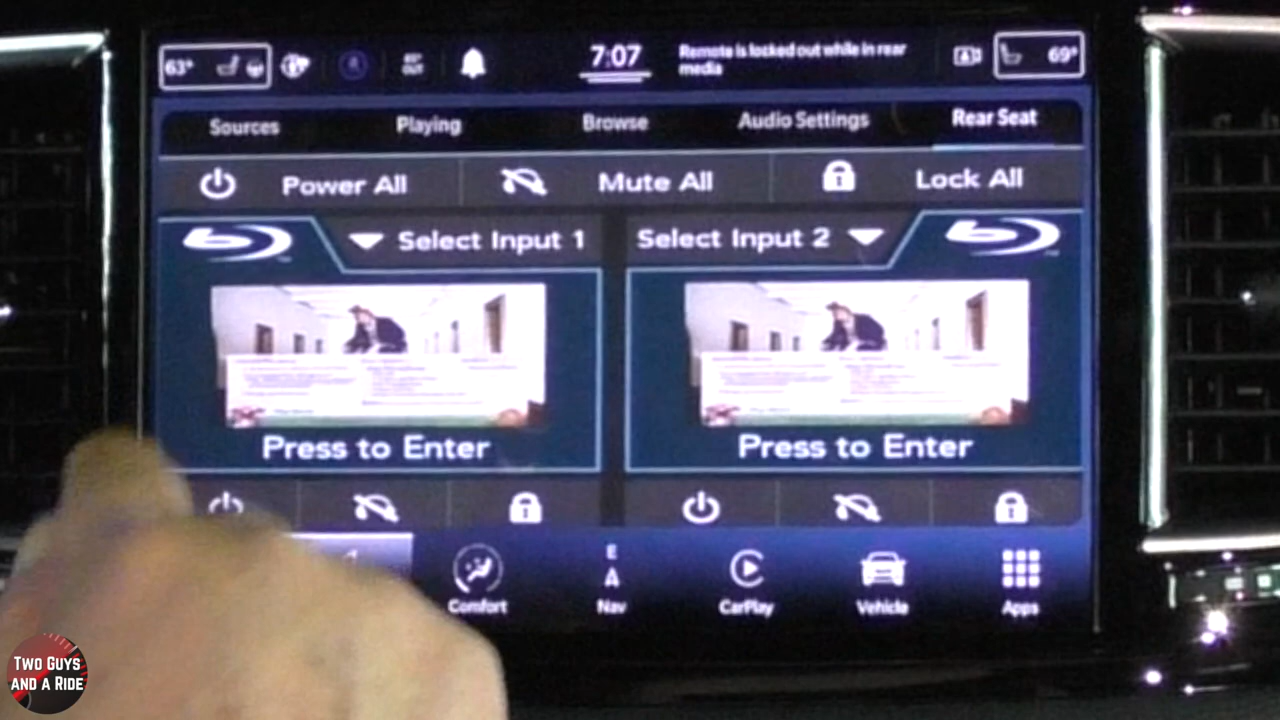 63°
EXT
OUT
7:07
Remote is locked out while in rear
media
69°
Sources
Playing
Browse
Audio Settings
Rear Seat
Power All
Mute All
Lock All
Select Input 1
Select Input 2
Press to Enter
Press to Enter
E
A
Comfort
Nav
CarPlay
Vehicle
Apps
TWO GUYS
AND A RIDE